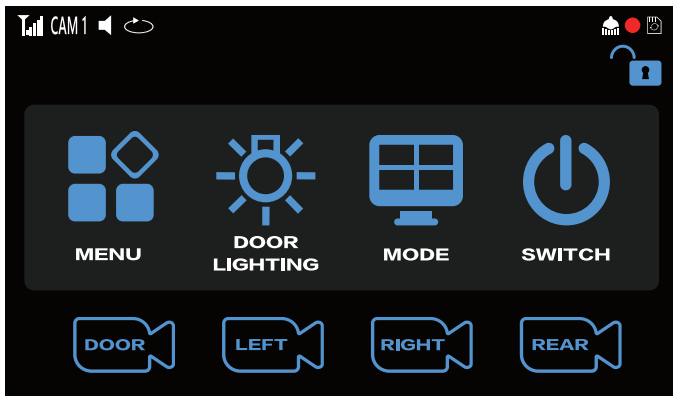 CAM 1
MENU
DOOR
LIGHTING
MODE
SWITCH
DOOR
LEFT
RIGHT
REAR